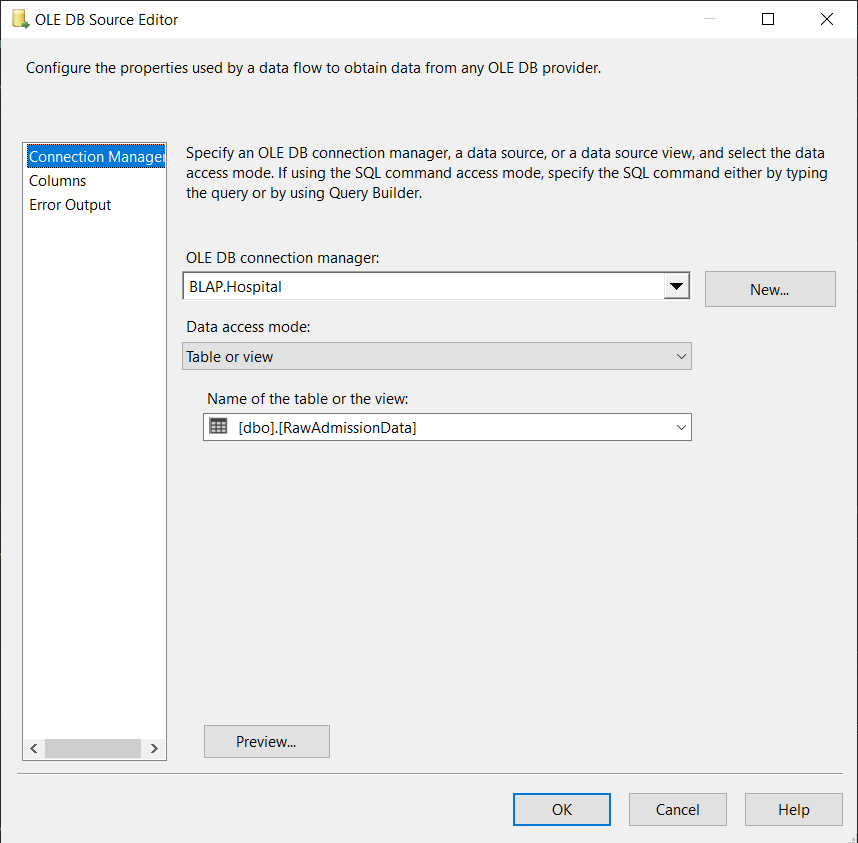 OLE DB Source Editor
Configure the properties used by a data flow to obtain data from any OLE DB provider.
Connection Manager
Columns
Error Output
Specify an OLE DB connection manager, a data source, or a data source view, and select the data
access mode. If using the SQL command access mode, specify the SQL command either by typing
the query or by using Query Builder.
OLE DB connection manager:
BLAP.Hospital
New...
Data access mode:
Table or view
Name of the table or the view:
[dbo].[RawAdmissionData]
Preview...
OK
Cancel
Help